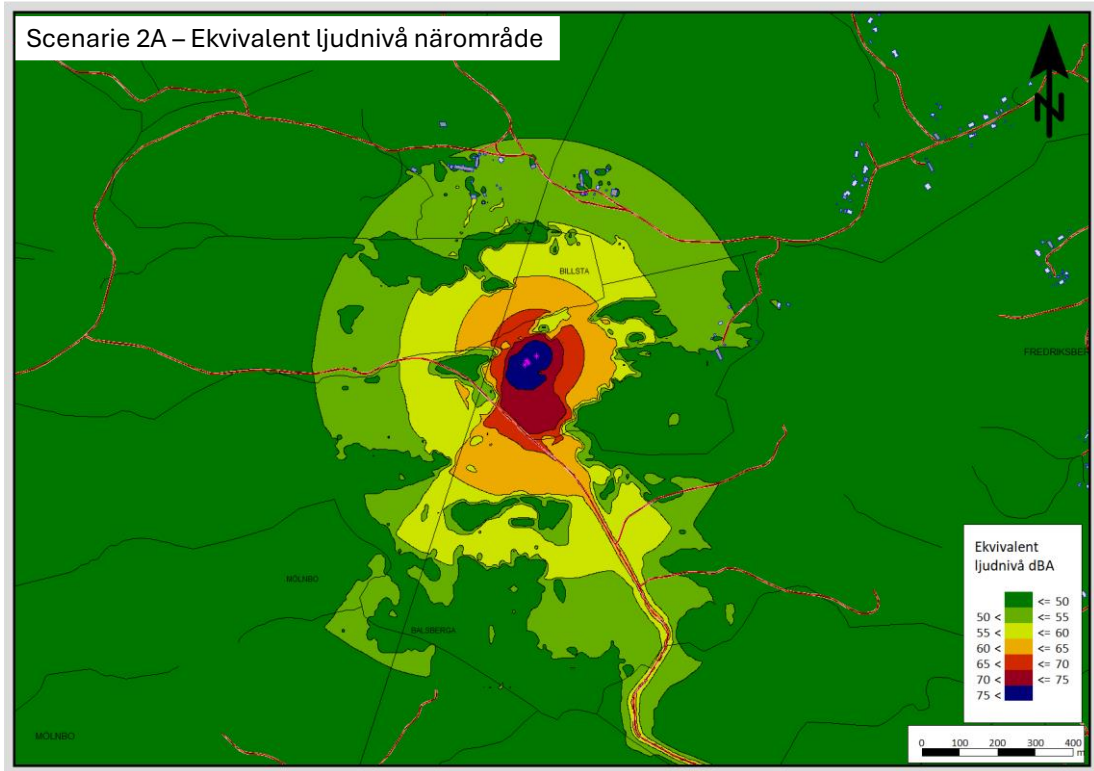 Scenarie 2A – Ekvivalent ljudnivå närområde
N
BILLSTA
FREDRIKSBER
MÖLNBO
BALSBERGA
MÖLNBO
Ekvivalent
ljudnivå dBA
<= 50
50 < <= 55
55 < <= 60
60 < <= 65
65 < <= 70
70 < <= 75
75 <
0 100 200 300 400
m